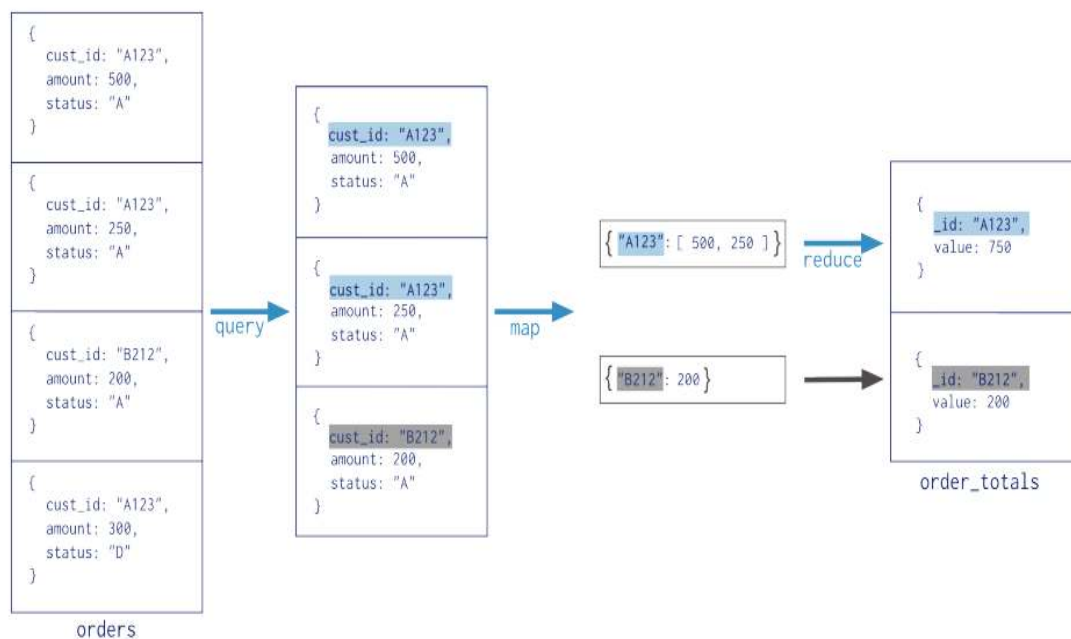 {
cust_id: "A123",
amount: 500,
status: "A"
}
{
cust_id: "A123",
amount: 250,
status: "A"
}
{
cust_id: "B212",
amount: 200,
status: "A"
}
{
cust_id: "A123",
amount: 300,
status: "D"
}
orders
query
{
cust_id: "A123",
amount: 500,
status: "A"
}
{
cust_id: "A123",
amount: 250,
status: "A"
}
{
cust_id: "B212",
amount: 200,
status: "A"
}
map
{ "A123": [ 500, 250 ] }
{ "B212": 200 }
reduce
{
_id: "A123",
value: 750
}
{
_id: "B212",
value: 200
}
order_totals